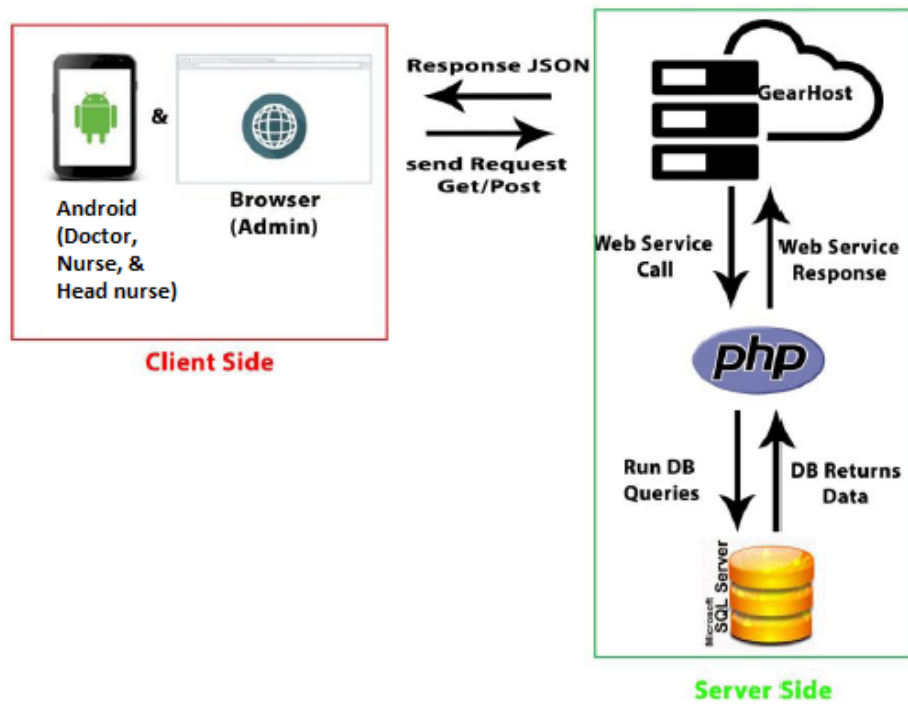 &
Android
(Doctor,
Nurse, &
Head nurse)
Browser
(Admin)
Client Side
Response JSON
send Request
Get/Post
GearHost
Web Service
Call
Web Service
Response
php
Run DB
Queries
DB Returns
Data
Microsoft
SQL Server
Server Side